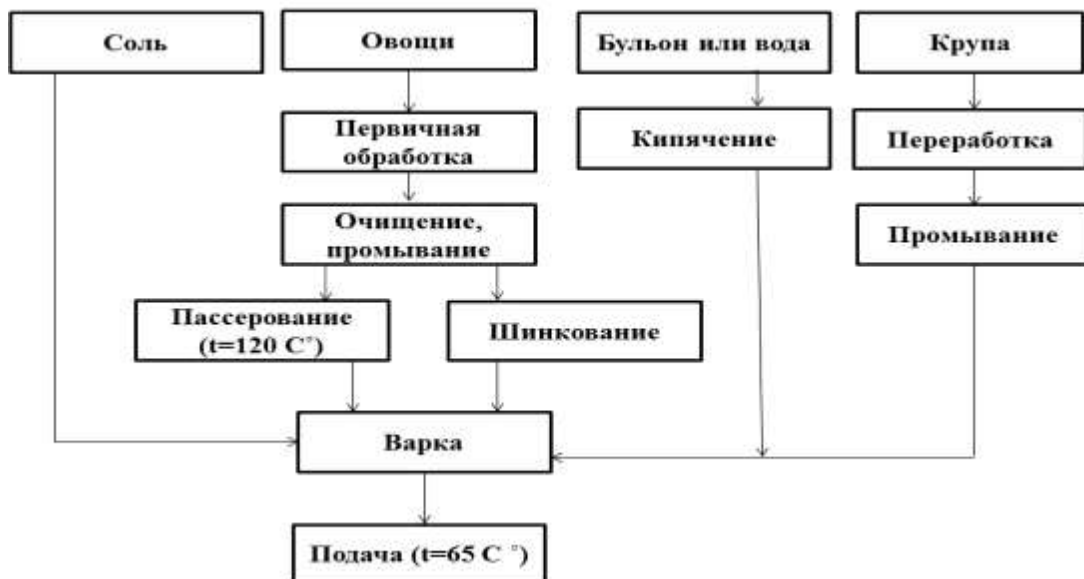 Соль
Овощи
Бульон или вода
Крупа
Первичная
обработка
Кипячение
Переработка
Очищение,
промывание
Промывание
Пассерование
(t=120 C˚)
Шинкование
Варка
Подача (t=65 C ˚)